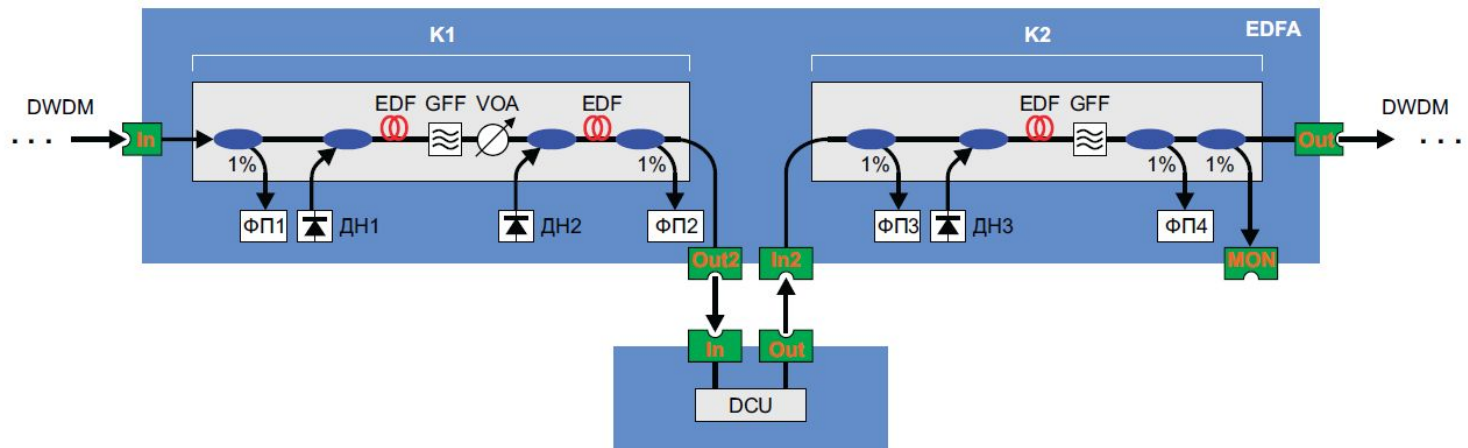 K1 K2 EDFA
DWDM EDF GFF VOA EDF EDF GFF DWDM
. . . In Out . . .
1% 1% 1% 1% 1%
ФП1 ДН1 ДН2 ФП2 ФП3 ДН3 ФП4
Out2 In2 MON
In Out
DCU